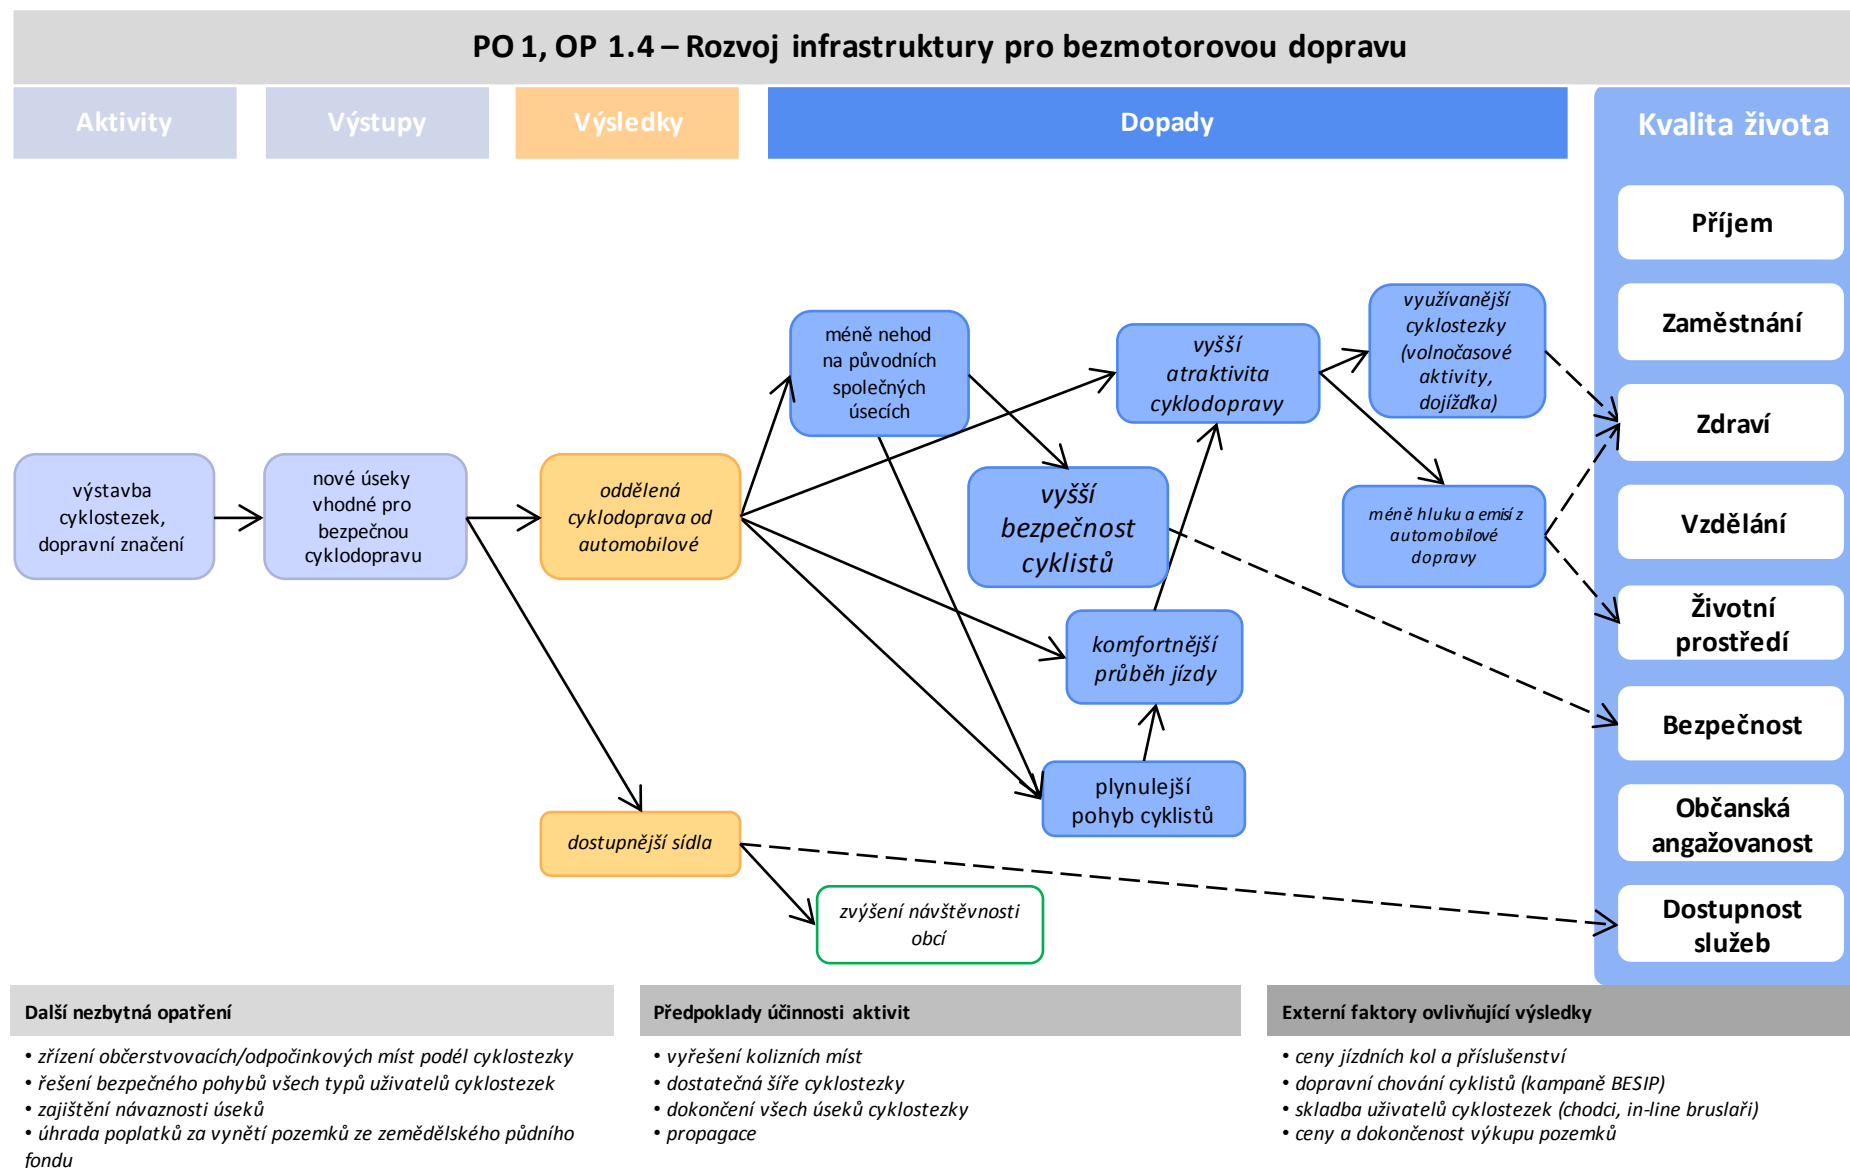 PO 1, OP 1.4 – Rozvoj infrastruktury pro bezmotorovou dopravu
Aktivity
Výstupy
Výsledky
Dopady
Kvalita života
výstavba
cyklostezek,
dopravní značení
nové úseky
vhodné pro
bezpečnou
cyklodopravu
oddělená
cyklodoprava od
automobilové
dostupnější sídla
méně nehod
na původních
společných
úsecích
vyšší
bezpečnost
cyklistů
vyšší
atraktivita
cyklodopravy
komfortnější
průběh jízdy
plynulejší
pohyb cyklistů
zvýšení návštěvnosti
obcí
využívanější
cyklostezky
(volnočasové
aktivity,
dojížďka)
méně hluku a emisí z
automobilové
dopravy
Příjem
Zaměstnání
Zdraví
Vzdělání
Životní
prostředí
Bezpečnost
Občanská
angažovanost
Dostupnost
služeb
Další nezbytná opatření
• zřízení občerstvovacích/odpočinkových míst podél cyklostezky
• řešení bezpečného pohybů všech typů uživatelů cyklostezek
• zajištění návaznosti úseků
• úhrada poplatků za vynětí pozemků ze zemědělského půdního
fondu
Předpoklady účinnosti aktivit
• vyřešení kolizních míst
• dostatečná šíře cyklostezky
• dokončení všech úseků cyklostezky
• propagace
Externí faktory ovlivňující výsledky
• ceny jízdních kol a příslušenství
• dopravní chování cyklistů (kampaně BESIP)
• skladba uživatelů cyklostezek (chodci, in-line bruslaři)
• ceny a dokončenost výkupu pozemků